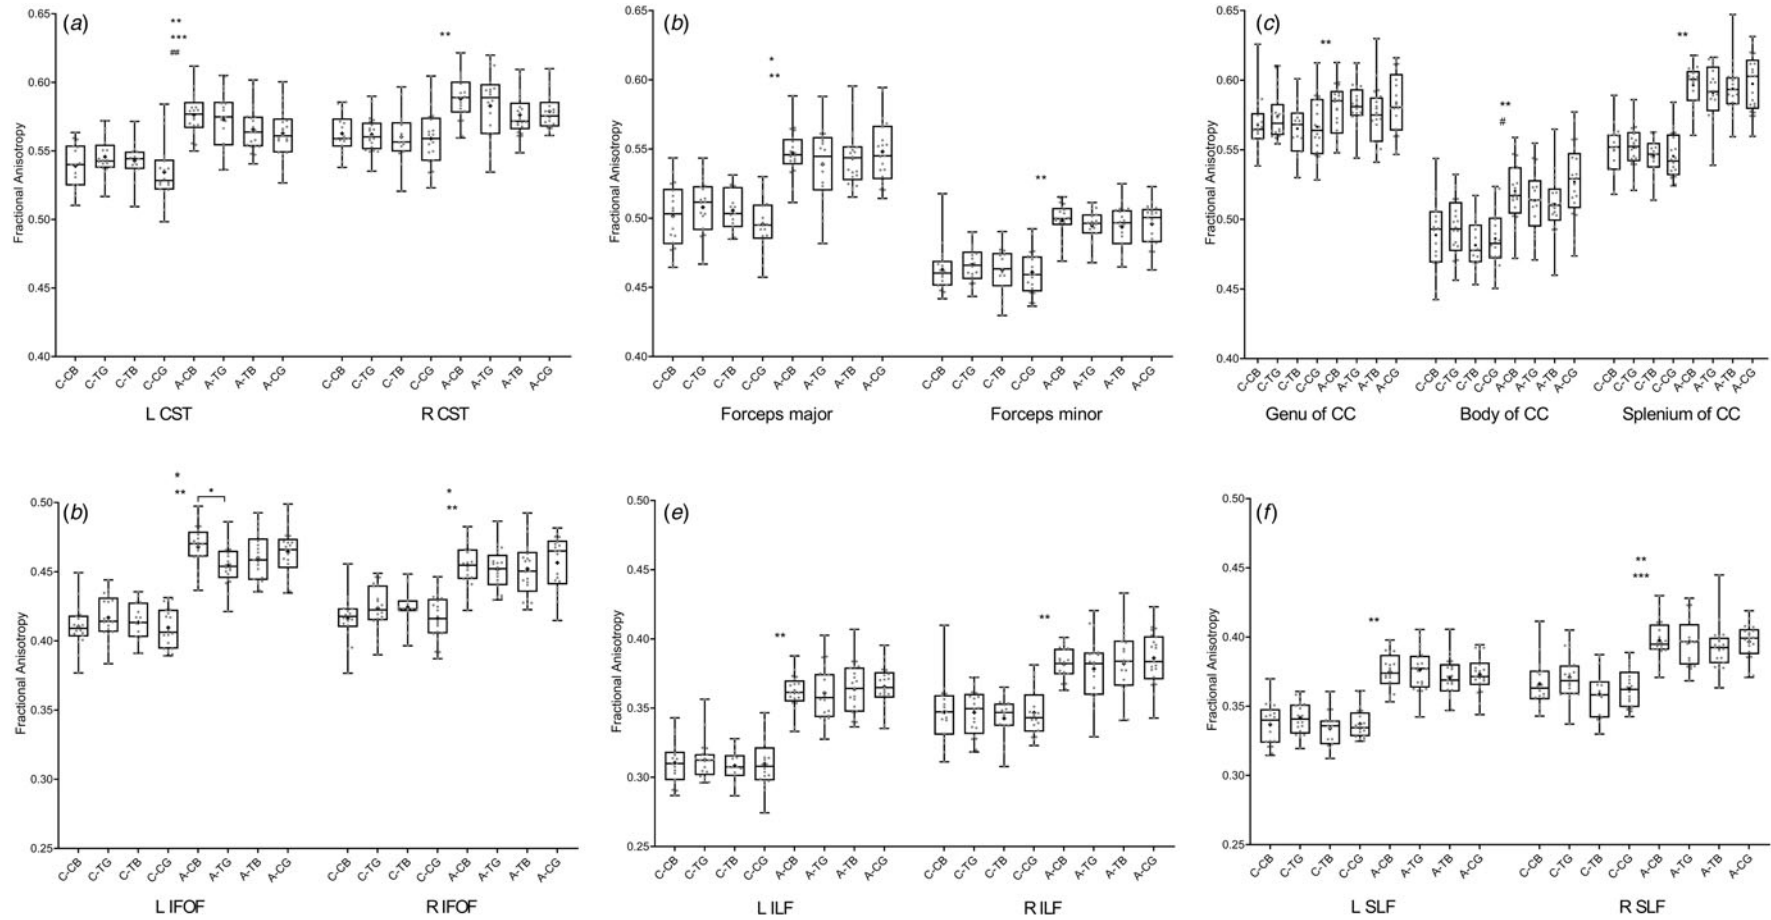 (a)
**
***
##
**
0.65
0.60
0.55
0.50
0.45
0.40
Fractional Anisotropy
C-CB C-TG C-TB C-CG A-CB A-TG A-TB A-CG C-CB C-TG C-TB C-CG A-CB A-TG A-TB A-CG
L CST R CST
(b)
*
**
**
0.65
0.60
0.55
0.50
0.45
0.40
Fractional Anisotropy
C-CB C-TG C-TB C-CG A-CB A-TG A-TB A-CG C-CB C-TG C-TB C-CG A-CB A-TG A-TB A-CG
Forceps major Forceps minor
(c)
**
**
#
**
0.65
0.60
0.55
0.50
0.45
0.40
Fractional Anisotropy
C-CB C-TG C-TB C-CG A-CB A-TG A-TB A-CG C-CB C-TG C-TB C-CG A-CB A-TG A-TB A-CG C-CB C-TG C-TB C-CG A-CB A-TG A-TB A-CG
Genu of CC Body of CC Splenium of CC
(b)
*
**
*
*
**
0.50
0.45
0.40
0.35
0.30
0.25
Fractional Anisotropy
C-CB C-TG C-TB C-CG A-CB A-TG A-TB A-CG C-CB C-TG C-TB C-CG A-CB A-TG A-TB A-CG
L IFOF R IFOF
(e)
**
**
0.50
0.45
0.40
0.35
0.30
0.25
Fractional Anisotropy
C-CB C-TG C-TB C-CG A-CB A-TG A-TB A-CG C-CB C-TG C-TB C-CG A-CB A-TG A-TB A-CG
L ILF R ILF
(f)
**
**
***
0.50
0.45
0.40
0.35
0.30
0.25
Fractional Anisotropy
C-CB C-TG C-TB C-CG A-CB A-TG A-TB A-CG C-CB C-TG C-TB C-CG A-CB A-TG A-TB A-CG
L SLF R SLF